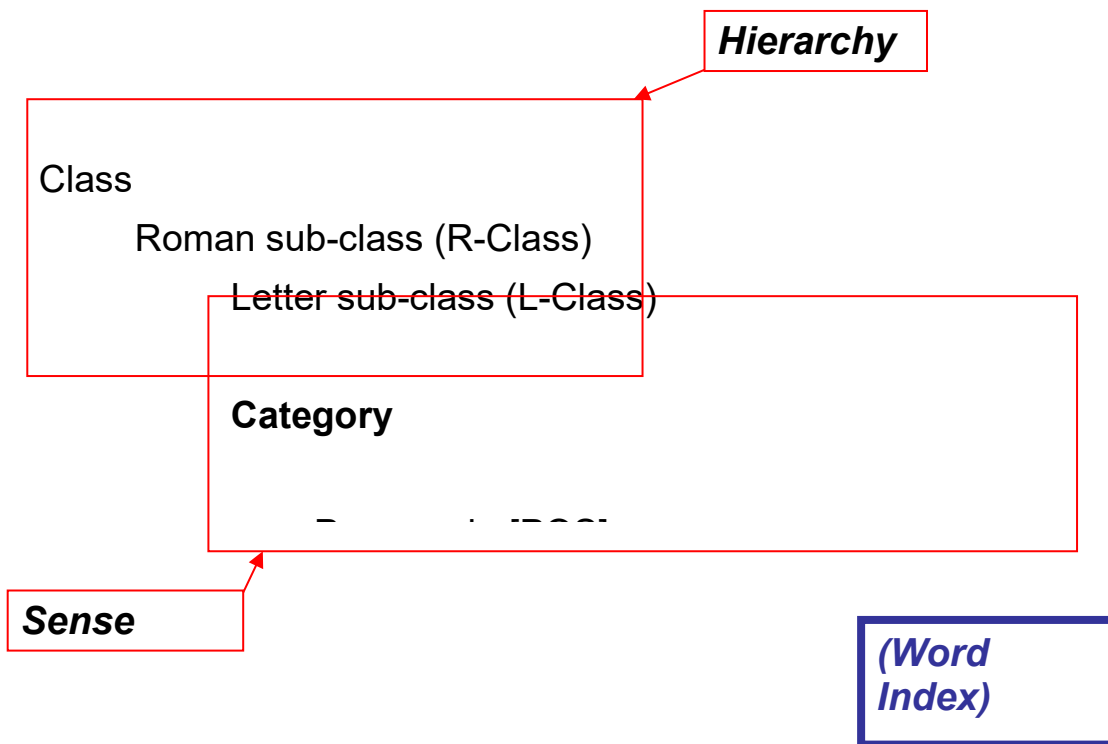 Hierarchy
Class
Roman sub-class (R-Class)
Letter sub-class (L-Class)
Category
Sense
(Word
Index)